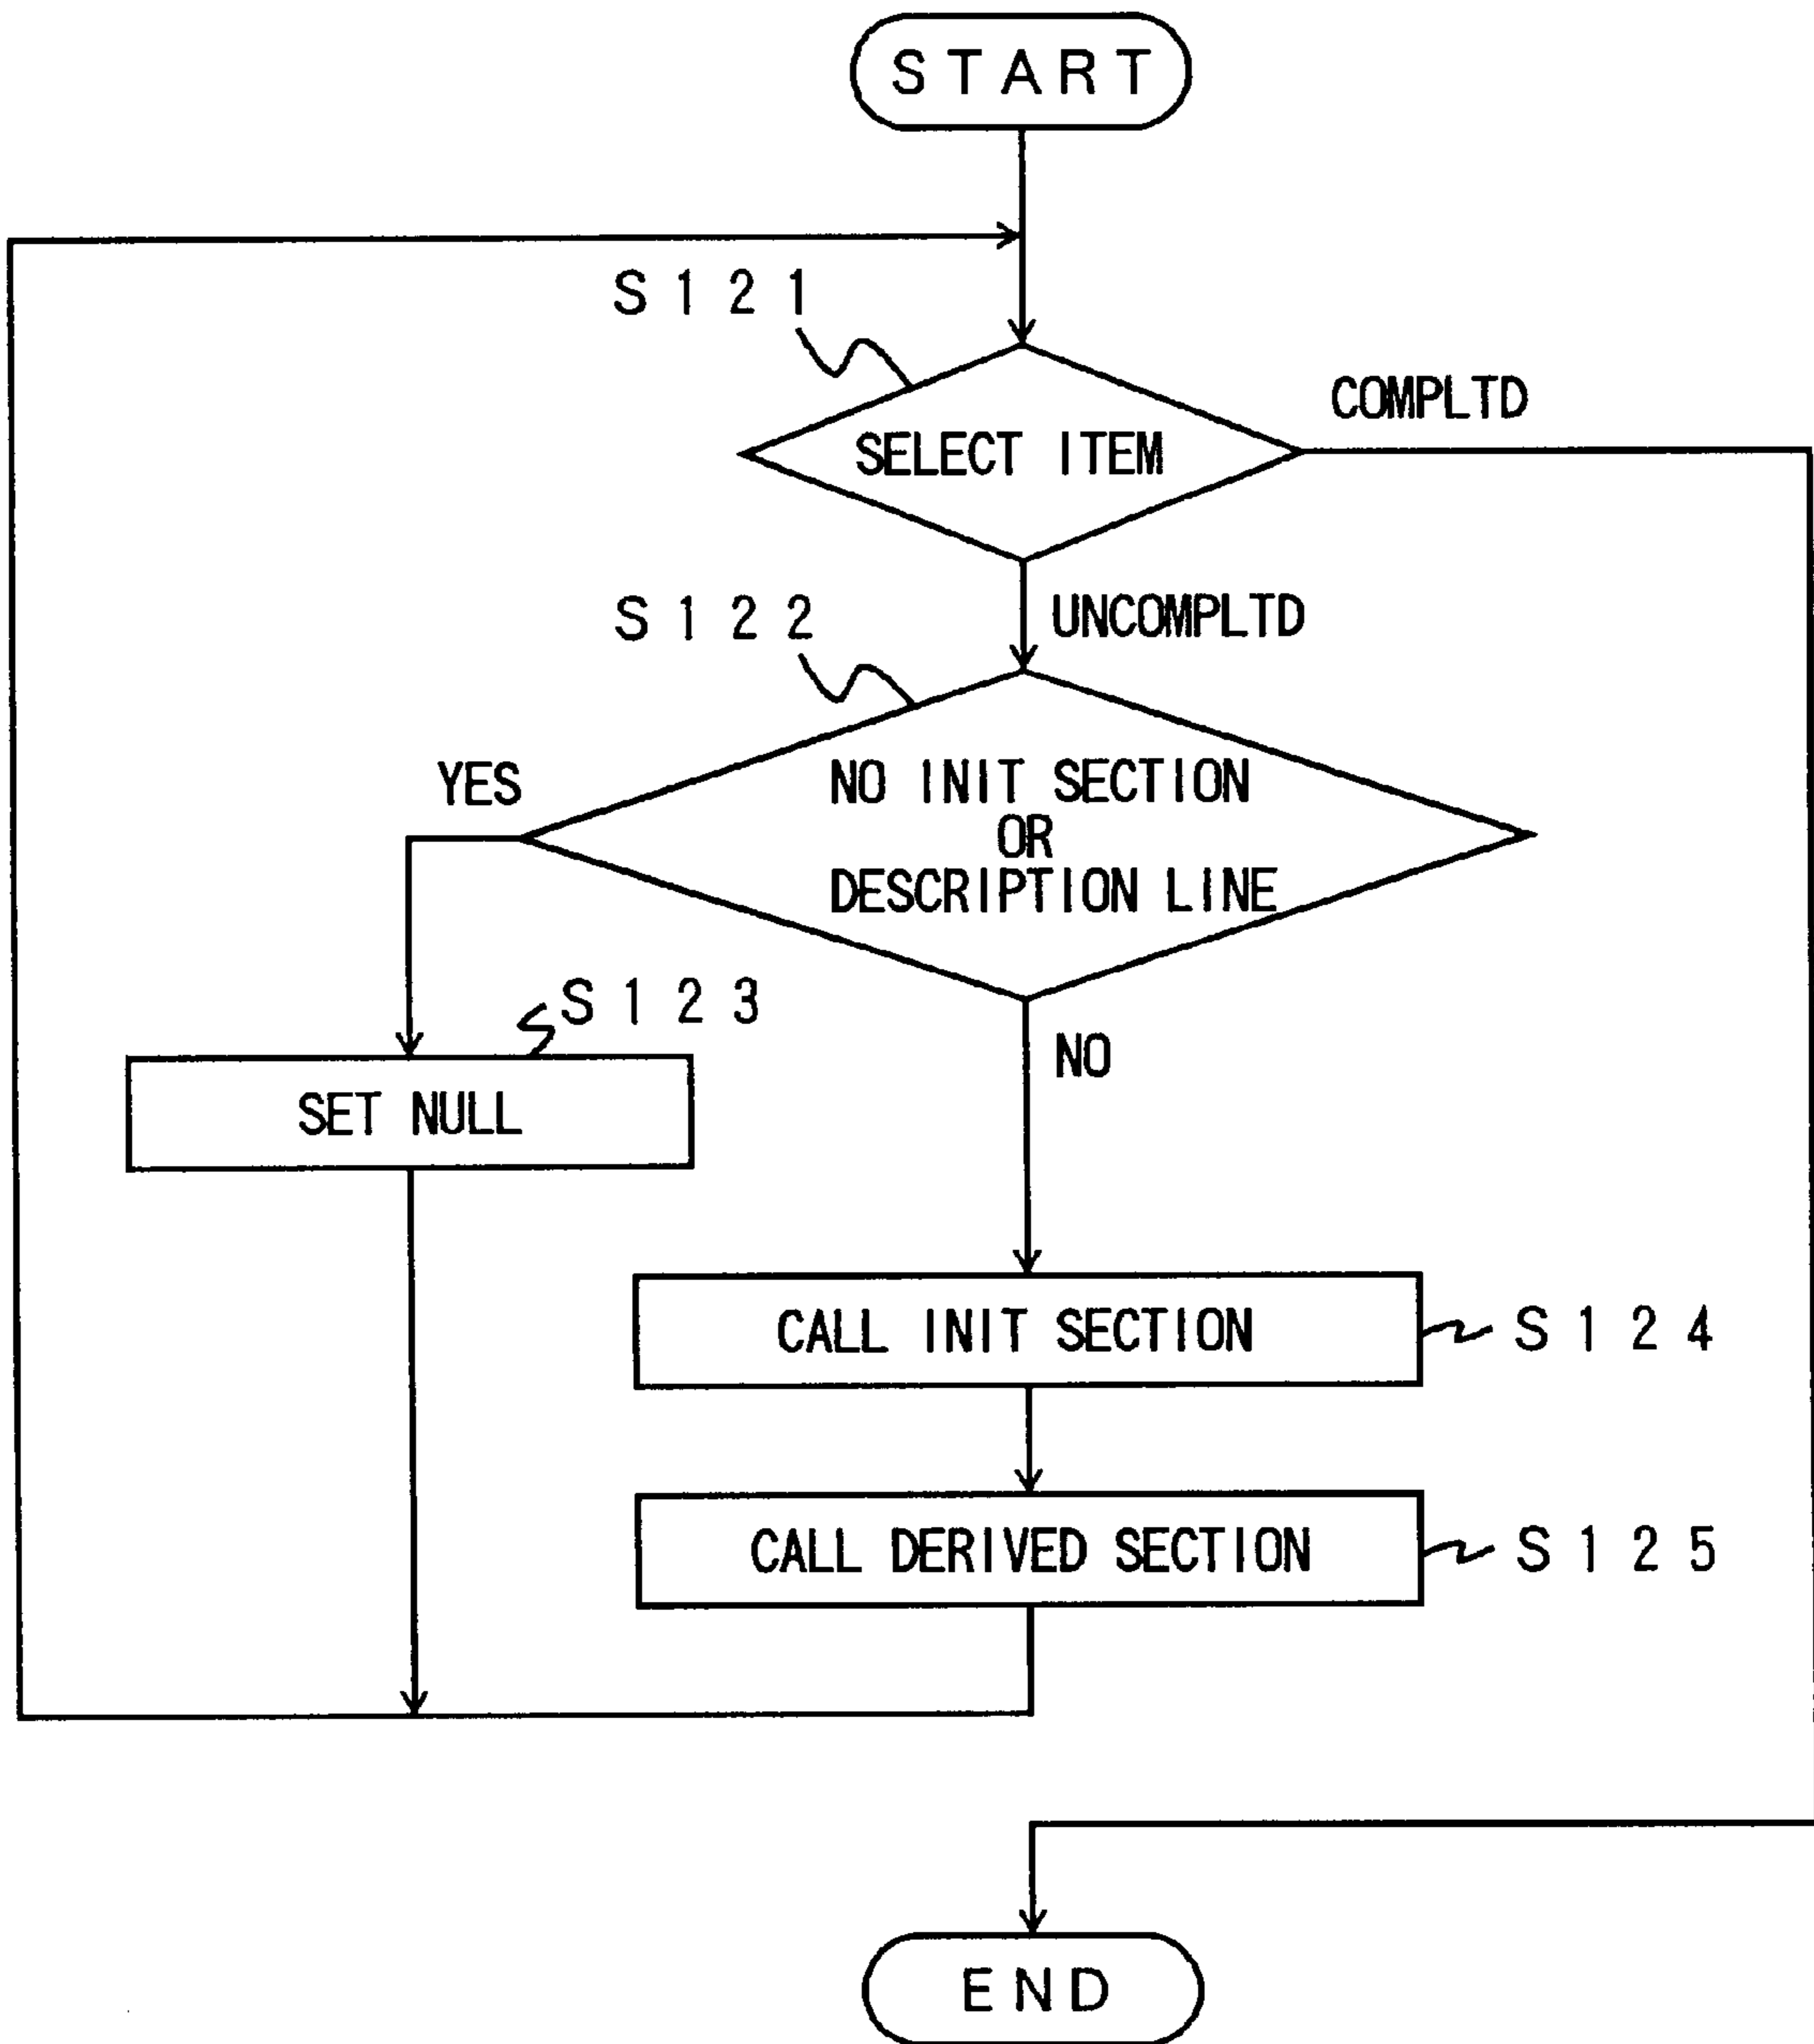 START
S121
COMPLTD
SELECT ITEM
S122
UNCOMPLTD
YES
NO INIT SECTION
OR
DESCRIPTION LINE
S123
NO
SET NULL
CALL INIT SECTION
S124
CALL DERIVED SECTION
S125
END